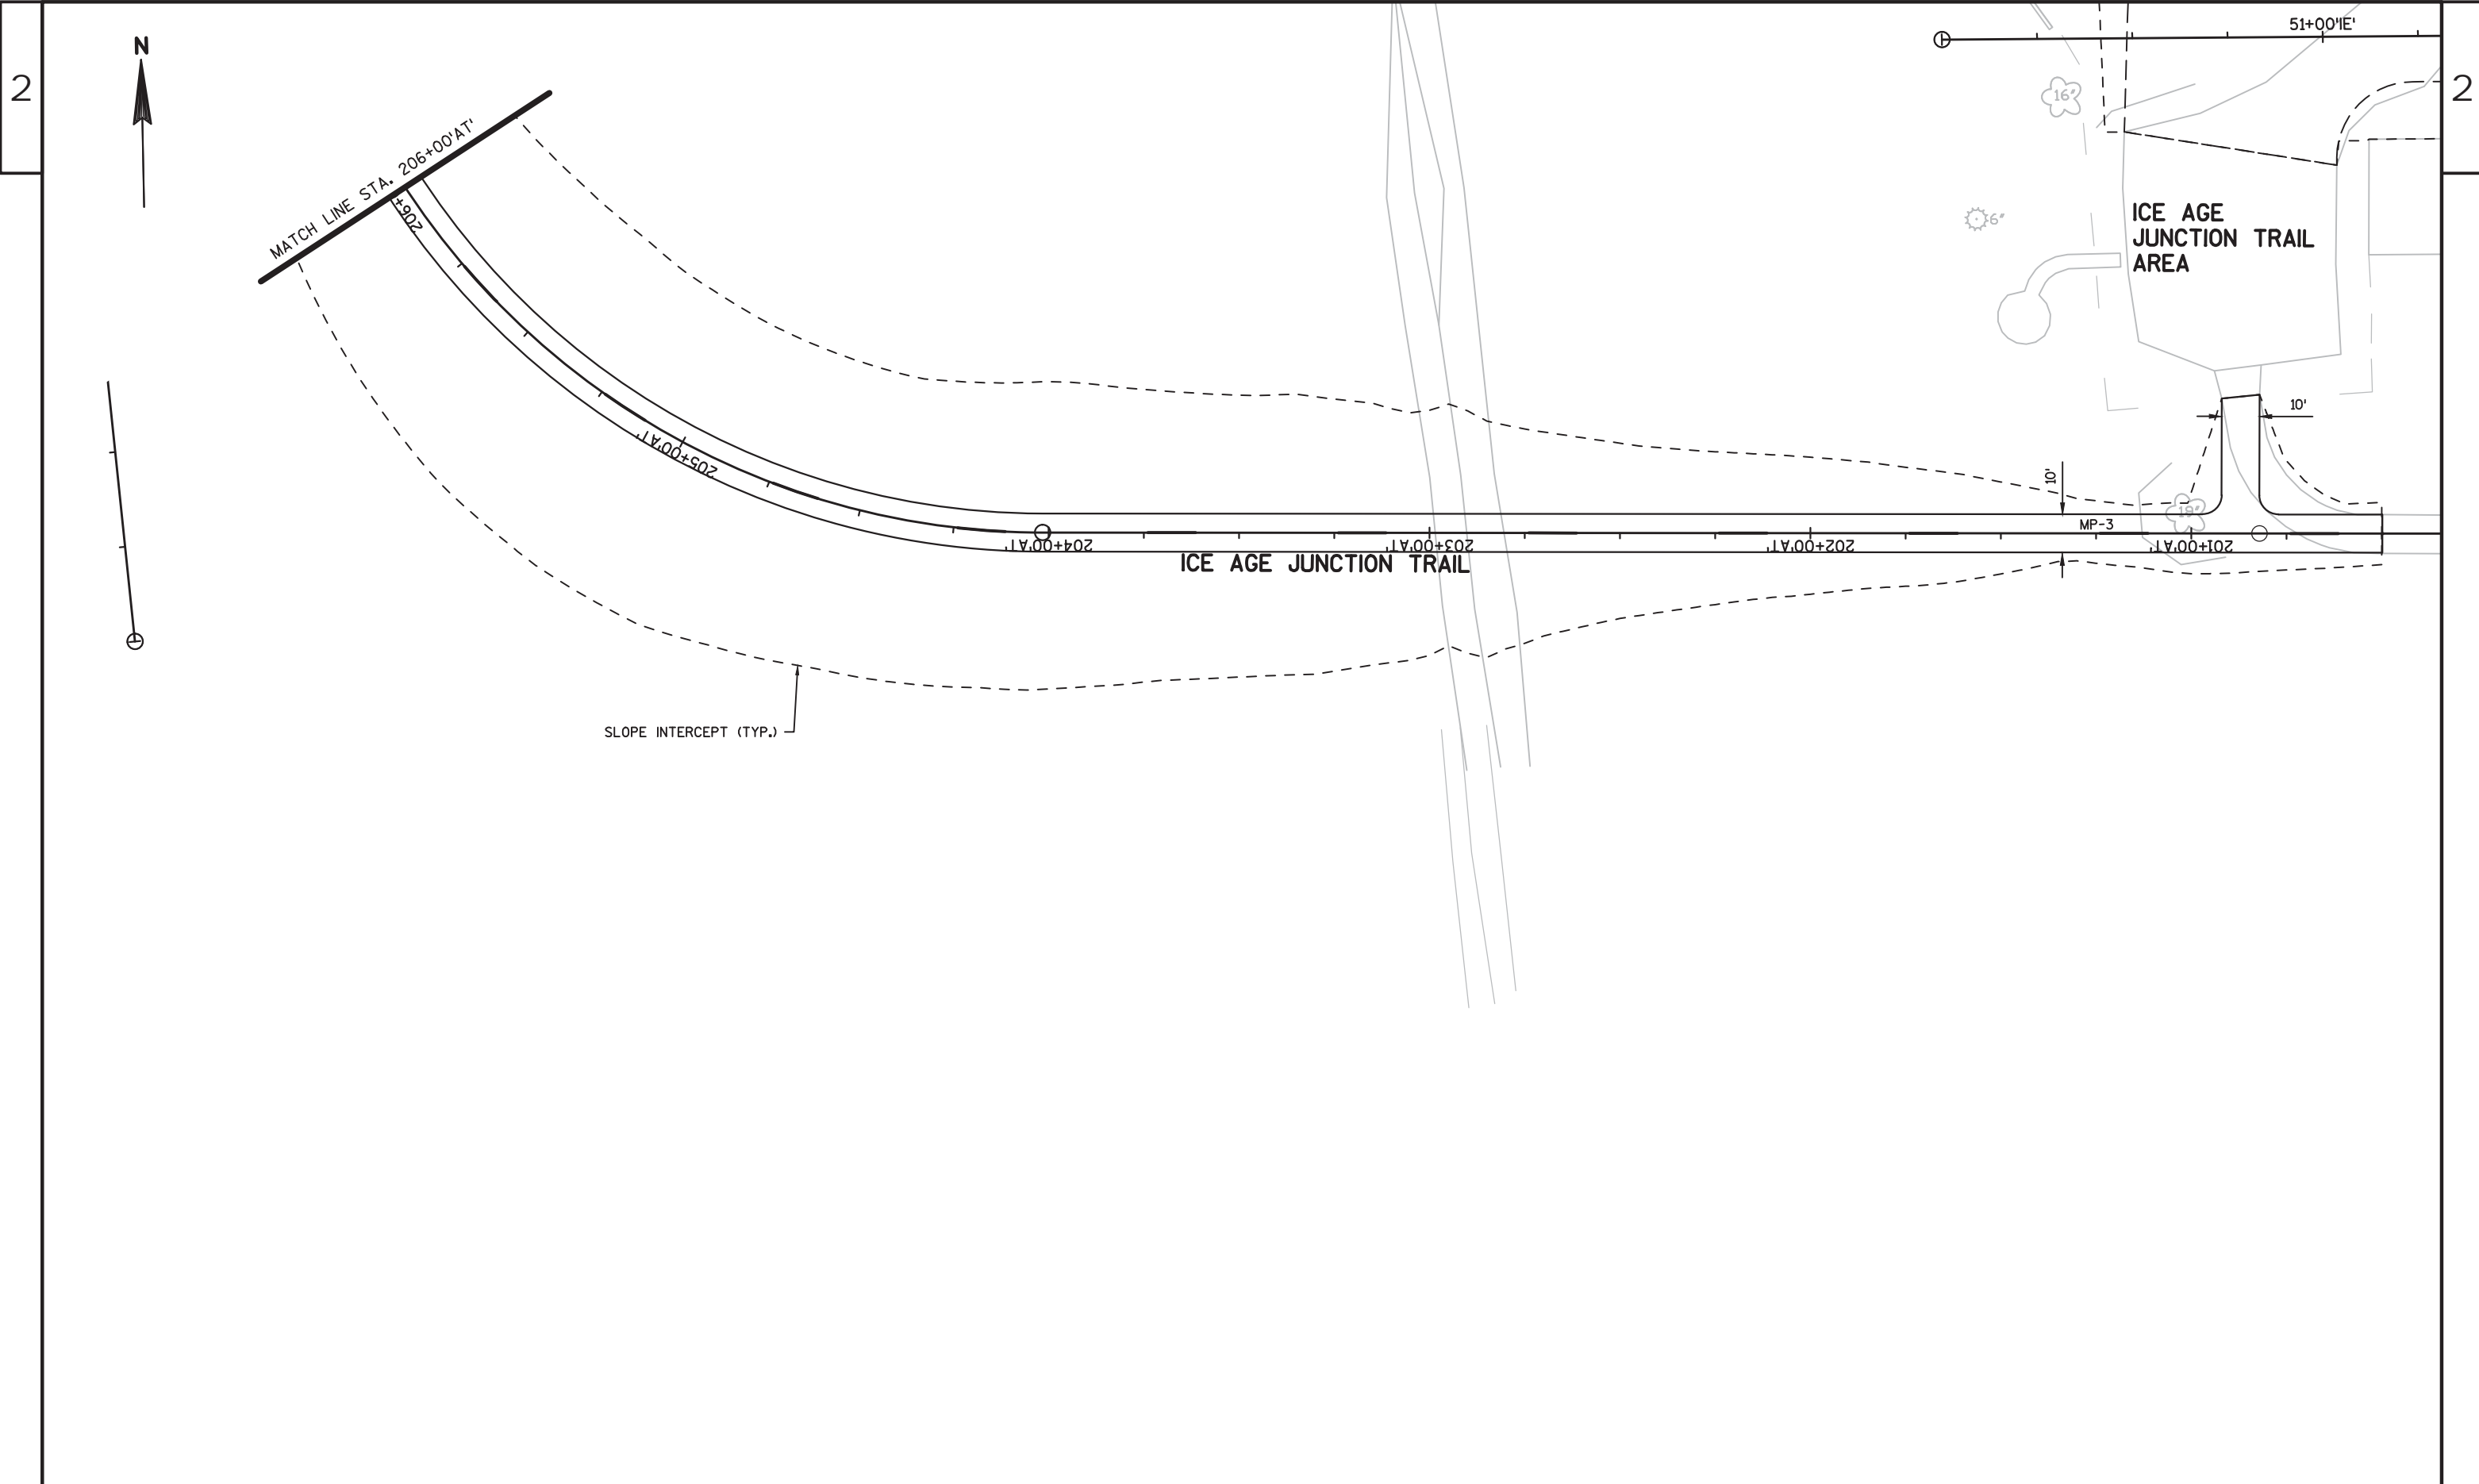 2
N
51+00'IE'
2
16"
MATCH LINE STA. 206+00'AT'
206+
6"
ICE AGE
JUNCTION TRAIL
AREA
10'
205+00'AT'
10'
18"
MP-3
204+00'AT'
203+00'AT'
202+00'AT'
201+00'AT'
ICE AGE JUNCTION TRAIL
SLOPE INTERCEPT (TYP.)